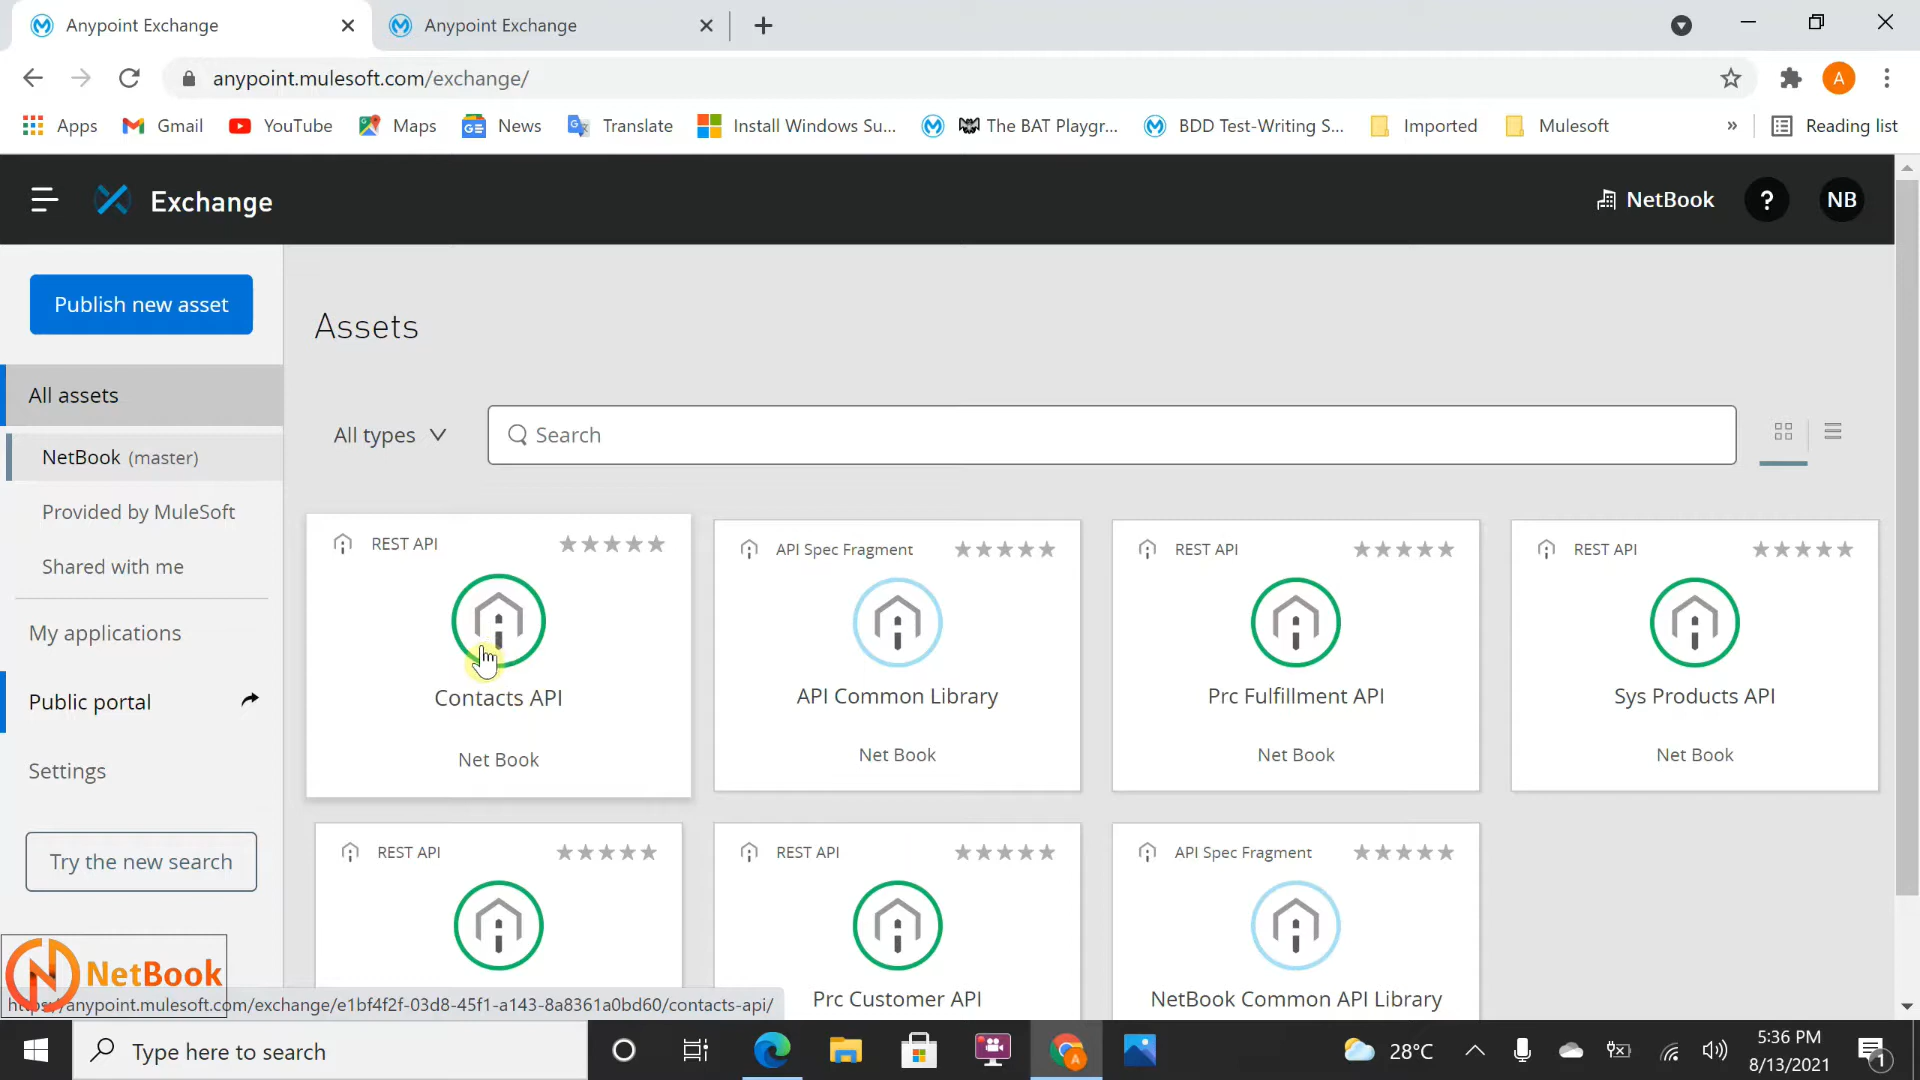 Anypoint Exchange
Anypoint Exchange
anypoint.mulesoft.com/exchange/
A
Apps
Gmail
YouTube
Maps
News
Translate
Install Windows Su...
The BAT Playgr...
BDD Test-Writing S...
Imported
Mulesoft
»
Reading list
Exchange
NetBook
?
NB
Publish new asset
All assets
NetBook (master)
Provided by MuleSoft
Shared with me
My applications
Public portal
Settings
Try the new search
Assets
All types
Search
REST API
Contacts API
Net Book
API Spec Fragment
API Common Library
Net Book
REST API
Prc Fulfillment API
Net Book
REST API
Sys Products API
Net Book
REST API
REST API
Prc Customer API
API Spec Fragment
NetBook Common API Library
NetBook
https://anypoint.mulesoft.com/exchange/e1bf4f2f-03d8-45f1-a143-8a8361a0bd60/contacts-api/
Type here to search
28°C
5:36 PM
8/13/2021
1